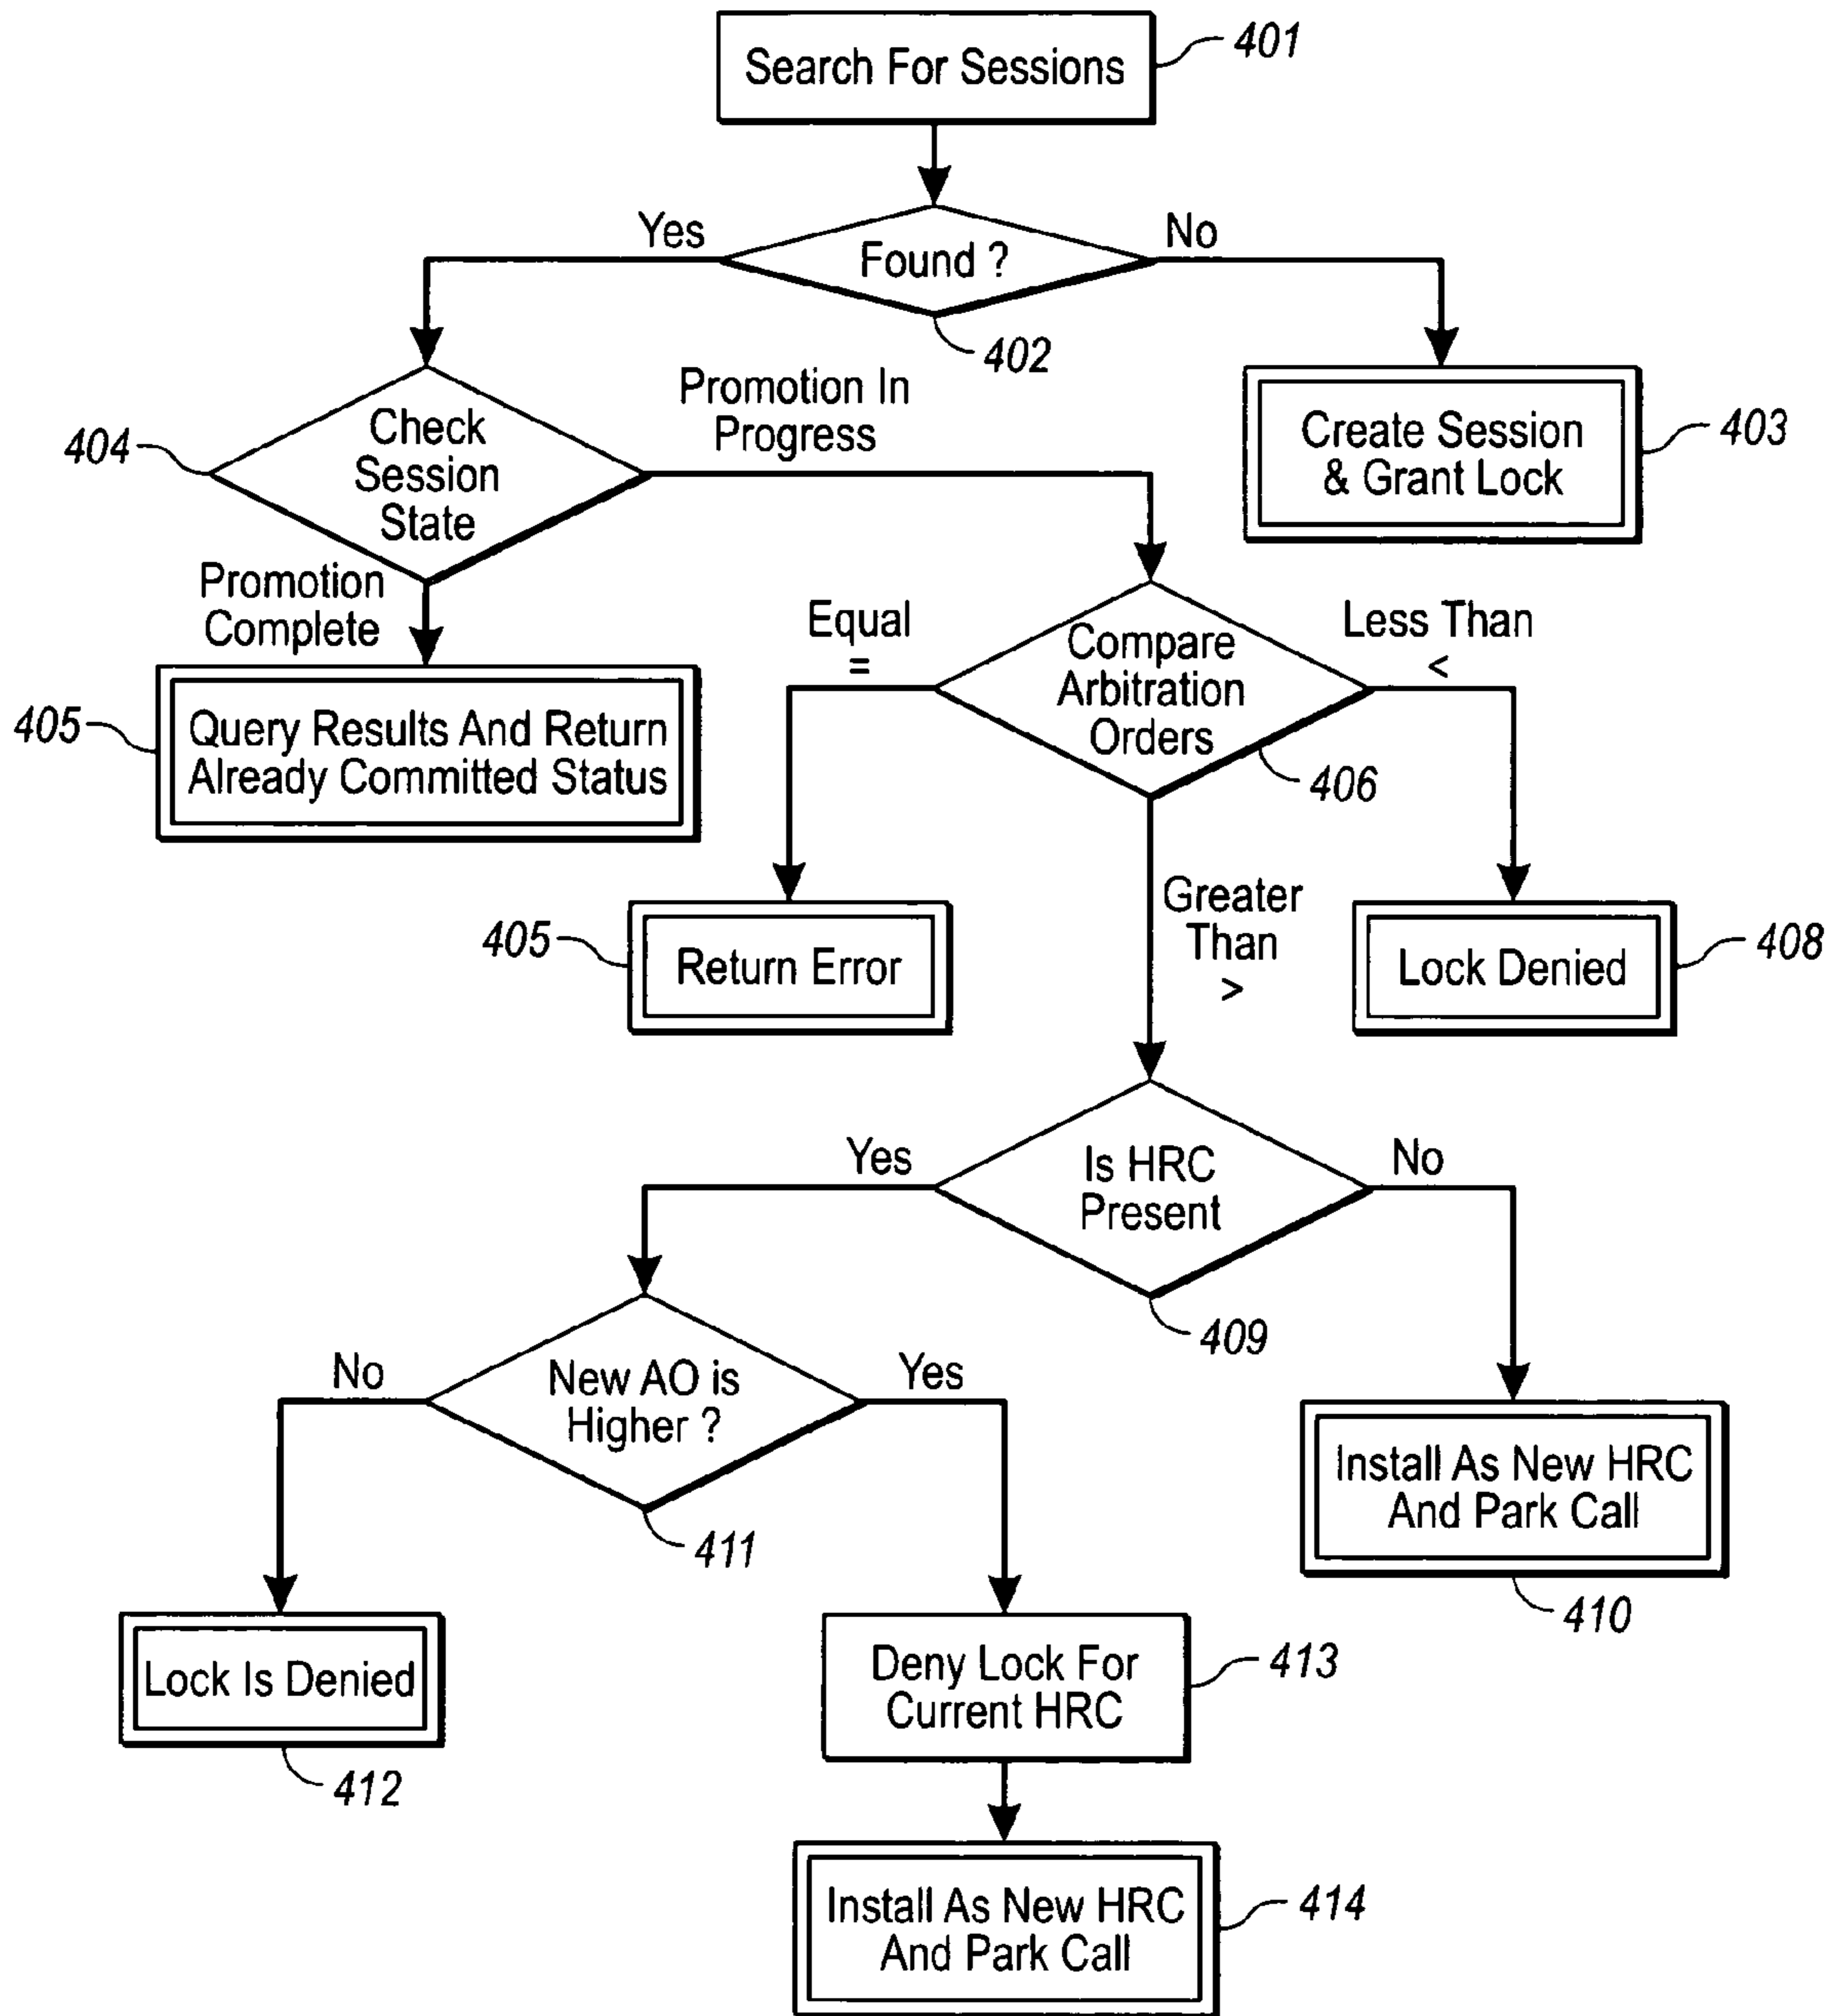 Search For Sessions
401
Yes
Found ?
No
402
Promotion In
Progress
Check
Session
State
404
Create Session
& Grant Lock
403
Promotion
Complete
Equal
=
Compare
Arbitration
Orders
Less Than
<
406
405
Query Results And Return
Already Committed Status
Greater
Than
>
405
Return Error
Lock Denied
408
Yes
Is HRC
Present
No
409
No
New AO is
Higher ?
Yes
411
Install As New HRC
And Park Call
410
Lock Is Denied
412
Deny Lock For
Current HRC
413
Install As New HRC
And Park Call
414